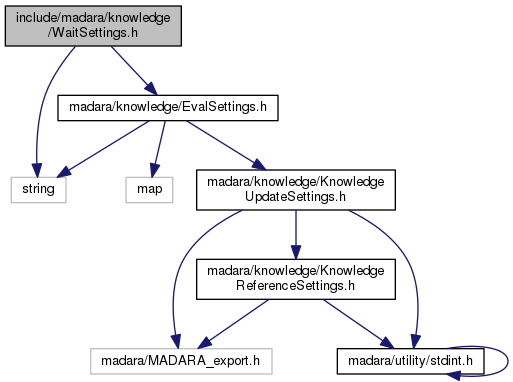 include/madara/knowledge
/WaitSettings.h
madara/knowledge/EvalSettings.h
string
map
madara/knowledge/Knowledge
UpdateSettings.h
madara/knowledge/Knowledge
ReferenceSettings.h
madara/MADARA_export.h
madara/utility/stdint.h